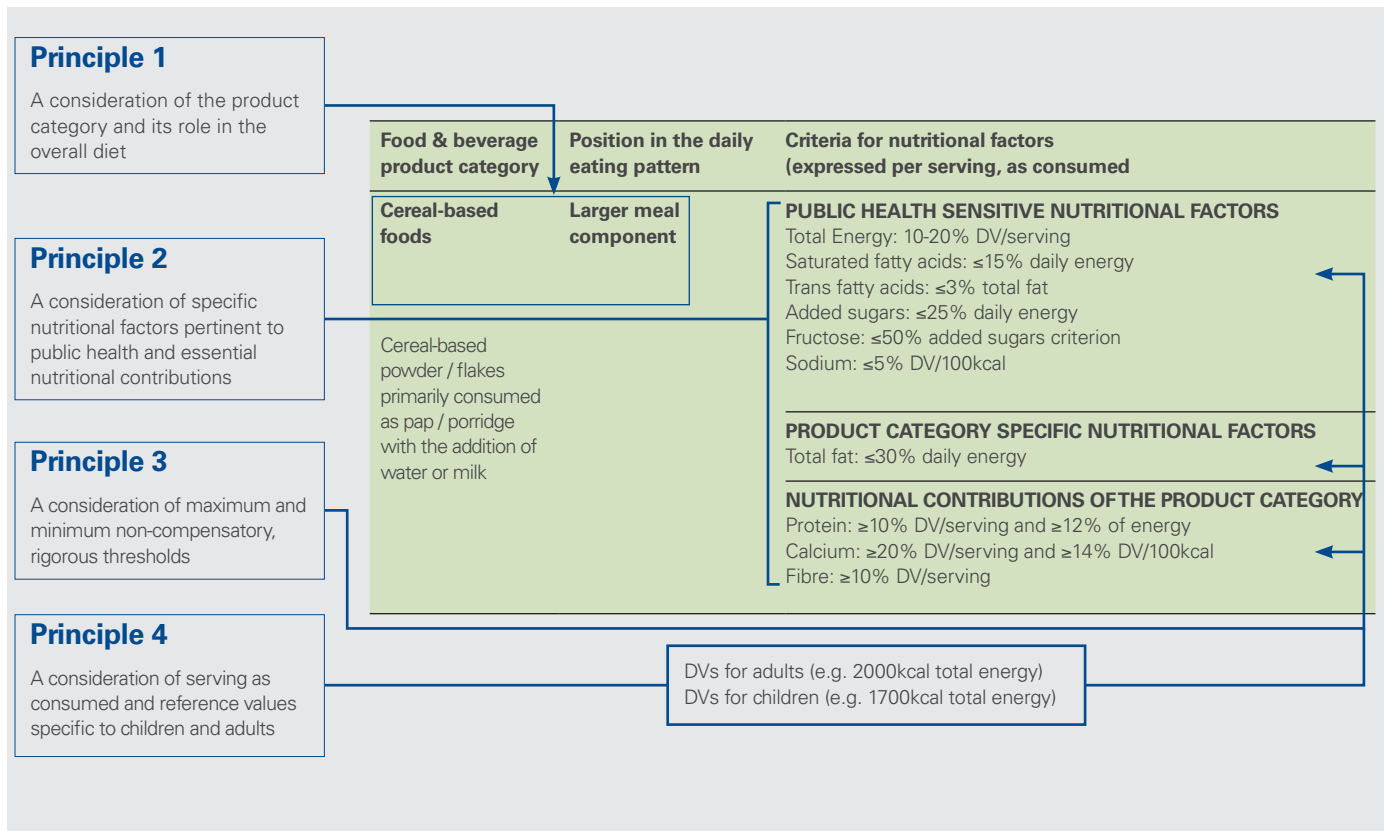 Principle 1
A consideration of the product
category and its role in the
overall diet
Principle 2
A consideration of specific
nutritional factors pertinent to
public health and essential
nutritional contributions
Principle 3
A consideration of maximum and
minimum non-compensatory,
rigorous thresholds
Principle 4
A consideration of serving as
consumed and reference values
specific to children and adults
Food & beverage
product category
Position in the daily
eating pattern
Criteria for nutritional factors
(expressed per serving, as consumed
Cereal-based
foods
Larger meal
component
Cereal-based
powder / flakes
primarily consumed
as pap / porridge
with the addition of
water or milk
PUBLIC HEALTH SENSITIVE NUTRITIONAL FACTORS
Total Energy: 10-20% DV/serving
Saturated fatty acids: ≤15% daily energy
Trans fatty acids: ≤3% total fat
Added sugars: ≤25% daily energy
Fructose: ≤50% added sugars criterion
Sodium: ≤5% DV/100kcal
PRODUCT CATEGORY SPECIFIC NUTRITIONAL FACTORS
Total fat: ≤30% daily energy
NUTRITIONAL CONTRIBUTIONS OF THE PRODUCT CATEGORY
Protein: ≥10% DV/serving and ≥12% of energy
Calcium: ≥20% DV/serving and ≥14% DV/100kcal
Fibre: ≥10% DV/serving
DVs for adults (e.g. 2000kcal total energy)
DVs for children (e.g. 1700kcal total energy)